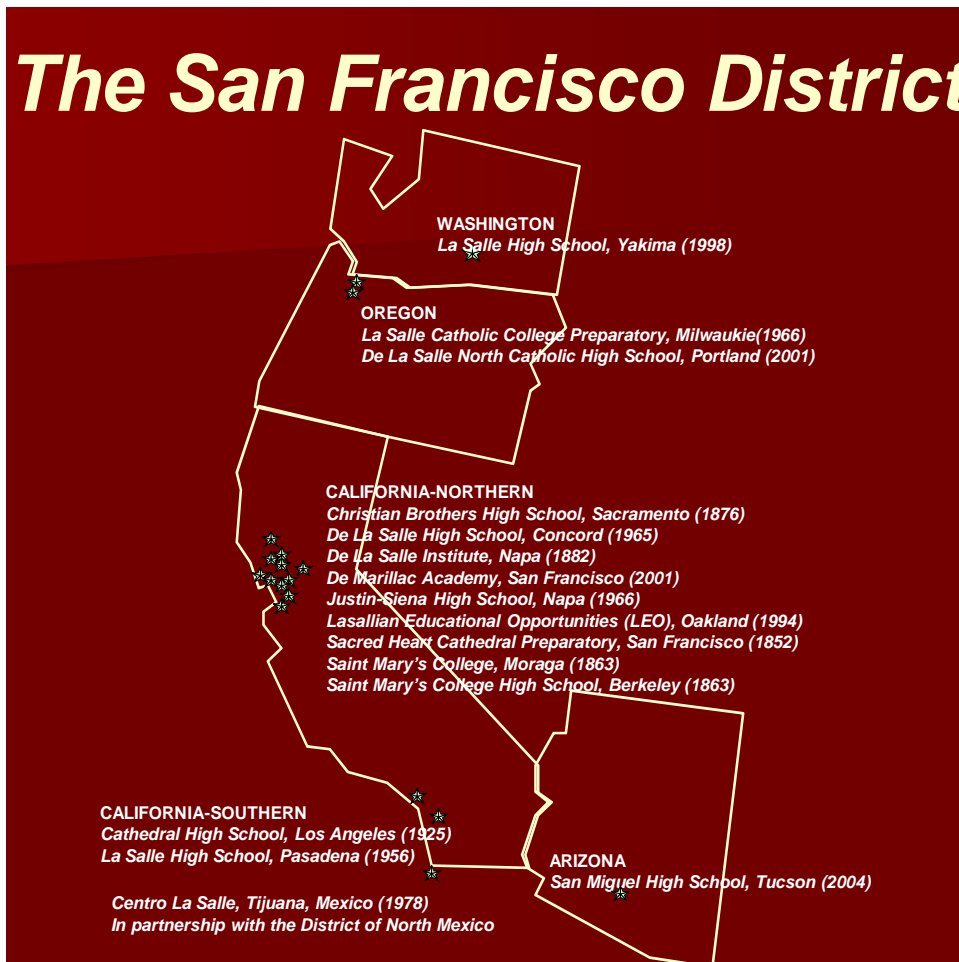 The San Francisco District
WASHINGTON
La Salle High School, Yakima (1998)
OREGON
La Salle Catholic College Preparatory, Milwaukie(1966)
De La Salle North Catholic High School, Portland (2001)
CALIFORNIA-NORTHERN
Christian Brothers High School, Sacramento (1876)
De La Salle High School, Concord (1965)
De La Salle Institute, Napa (1882)
De Marillac Academy, San Francisco (2001)
Justin-Siena High School, Napa (1966)
Lasallian Educational Opportunities (LEO), Oakland (1994)
Sacred Heart Cathedral Preparatory, San Francisco (1852)
Saint Mary's College, Moraga (1863)
Saint Mary's College High School, Berkeley (1863)
CALIFORNIA-SOUTHERN
Cathedral High School, Los Angeles (1925)
La Salle High School, Pasadena (1956)
Centro La Salle, Tijuana, Mexico (1978)
In partnership with the District of North Mexico
ARIZONA
San Miguel High School, Tucson (2004)